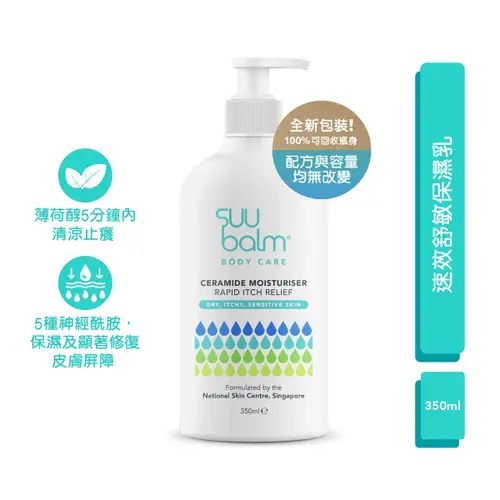 全新包裝!
100%可回收瓶身
配方與容量
均無改變
薄荷醇5分鐘內
清涼止癢
5種神經酰胺，
保濕及顯著修復
皮膚屏障
suu
balm®
BODY CARE
CERAMIDE MOISTURISER
RAPID ITCH RELIEF
DRY, ITCHY, SENSITIVE SKIN
Formulated by the
National Skin Centre, Singapore
350ml ℮
速效舒敏保濕乳
350ml